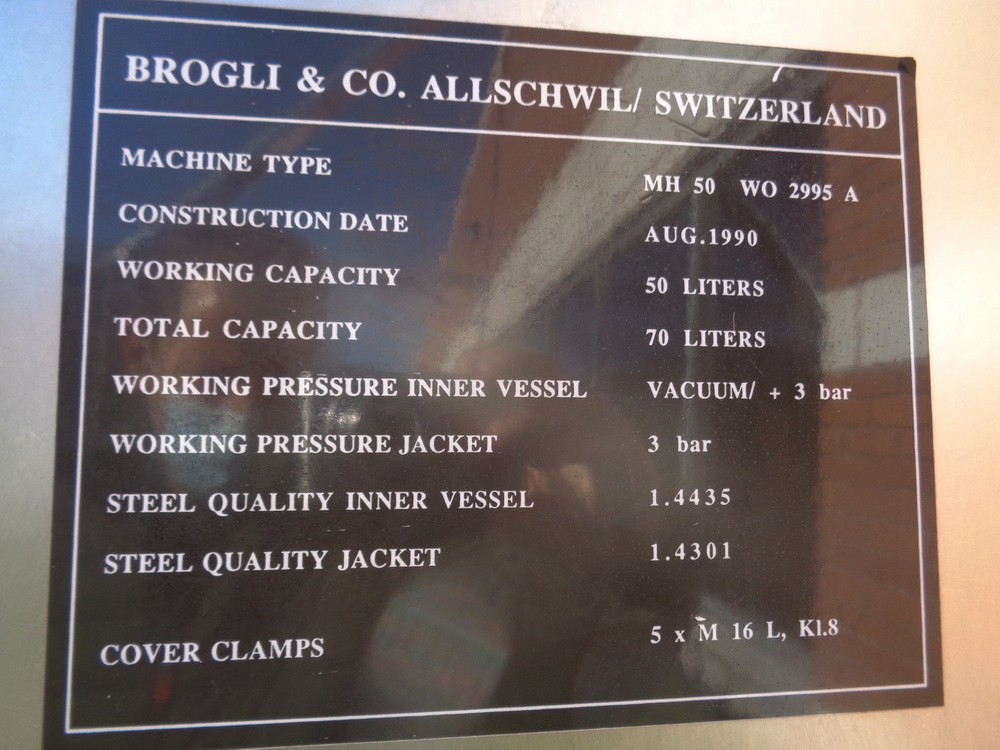 BROGLI & CO. ALLSCHWIL/ SWITZERLAND
MACHINE TYPE MH 50 WO 2995 A
CONSTRUCTION DATE AUG.1990
WORKING CAPACITY 50 LITERS
TOTAL CAPACITY 70 LITERS
WORKING PRESSURE INNER VESSEL VACUUM/ + 3 bar
WORKING PRESSURE JACKET 3 bar
STEEL QUALITY INNER VESSEL 1.4435
STEEL QUALITY JACKET 1.4301
COVER CLAMPS 5 x M 16 L, Kl.8